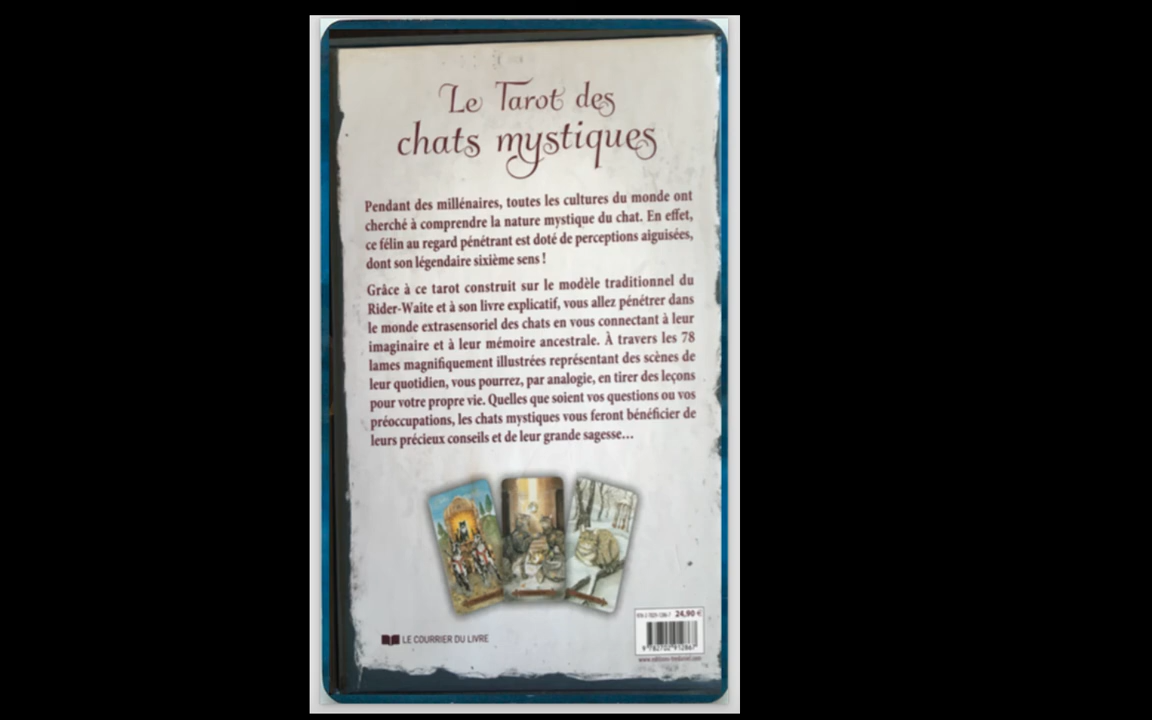 Le Tarot des
chats mystiques
Pendant des millénaires, toutes les cultures du monde ont
cherché à comprendre la nature mystique du chat. En effet,
ce félin au regard pénétrant est doté de perceptions aiguisées,
dont son légendaire sixième sens !
Grâce à ce tarot construit sur le modèle traditionnel du
Rider-Waite et à son livre explicatif, vous allez pénétrer dans
le monde extrasensoriel des chats en vous connectant à leur
imaginaire et à leur mémoire ancestrale. À travers les 78
lames magnifiquement illustrées représentant des scènes de
leur quotidien, vous pourrez, par analogie, en tirer des leçons
pour votre propre vie. Quelles que soient vos questions ou vos
préoccupations, les chats mystiques vous feront bénéficier de
leurs précieux conseils et de leur grande sagesse…
24,90 €
LE COURRIER DU LIVRE
9 782702 912867